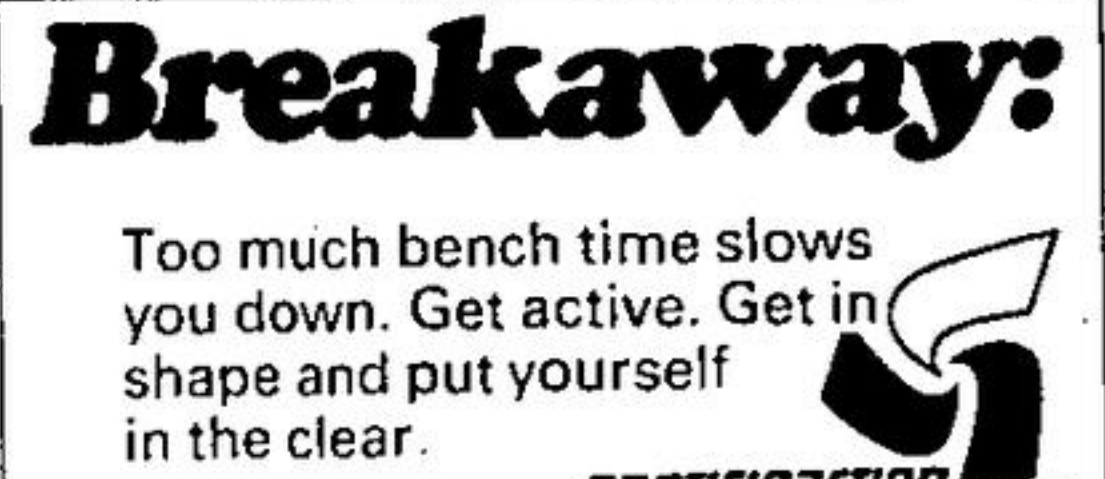 Breakaway:
Too much bench time slows
you down. Get active. Get in
shape and put yourself
in the clear.